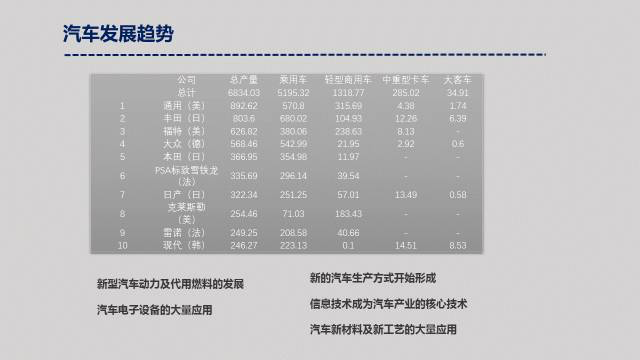 汽车发展趋势
公司 总产量 乘用车 轻型商用车 中重型卡车 大客车
总计 6834.03 5195.32 1318.77 285.02 34.91
1 通用（美） 892.62 570.8 315.69 4.38 1.74
2 丰田（日） 803.6 680.02 104.93 12.26 6.39
3 福特（美） 626.82 380.06 238.63 8.13 -
4 大众（德） 568.46 542.99 21.95 2.92 0.6
5 本田（日） 366.95 354.98 11.97 - -
6 PSA标致雪铁龙（法） 335.69 296.14 39.54 - -
7 日产（日） 322.34 251.25 57.01 13.49 0.58
8 克莱斯勒（美） 254.46 71.03 183.43 - -
9 雷诺（法） 249.25 208.58 40.66 - -
10 现代（韩） 246.27 223.13 0.1 14.51 8.53
新型汽车动力及代用燃料的发展
汽车电子设备的大量应用
新的汽车生产方式开始形成
信息技术成为汽车产业的核心技术
汽车新材料及新工艺的大量应用